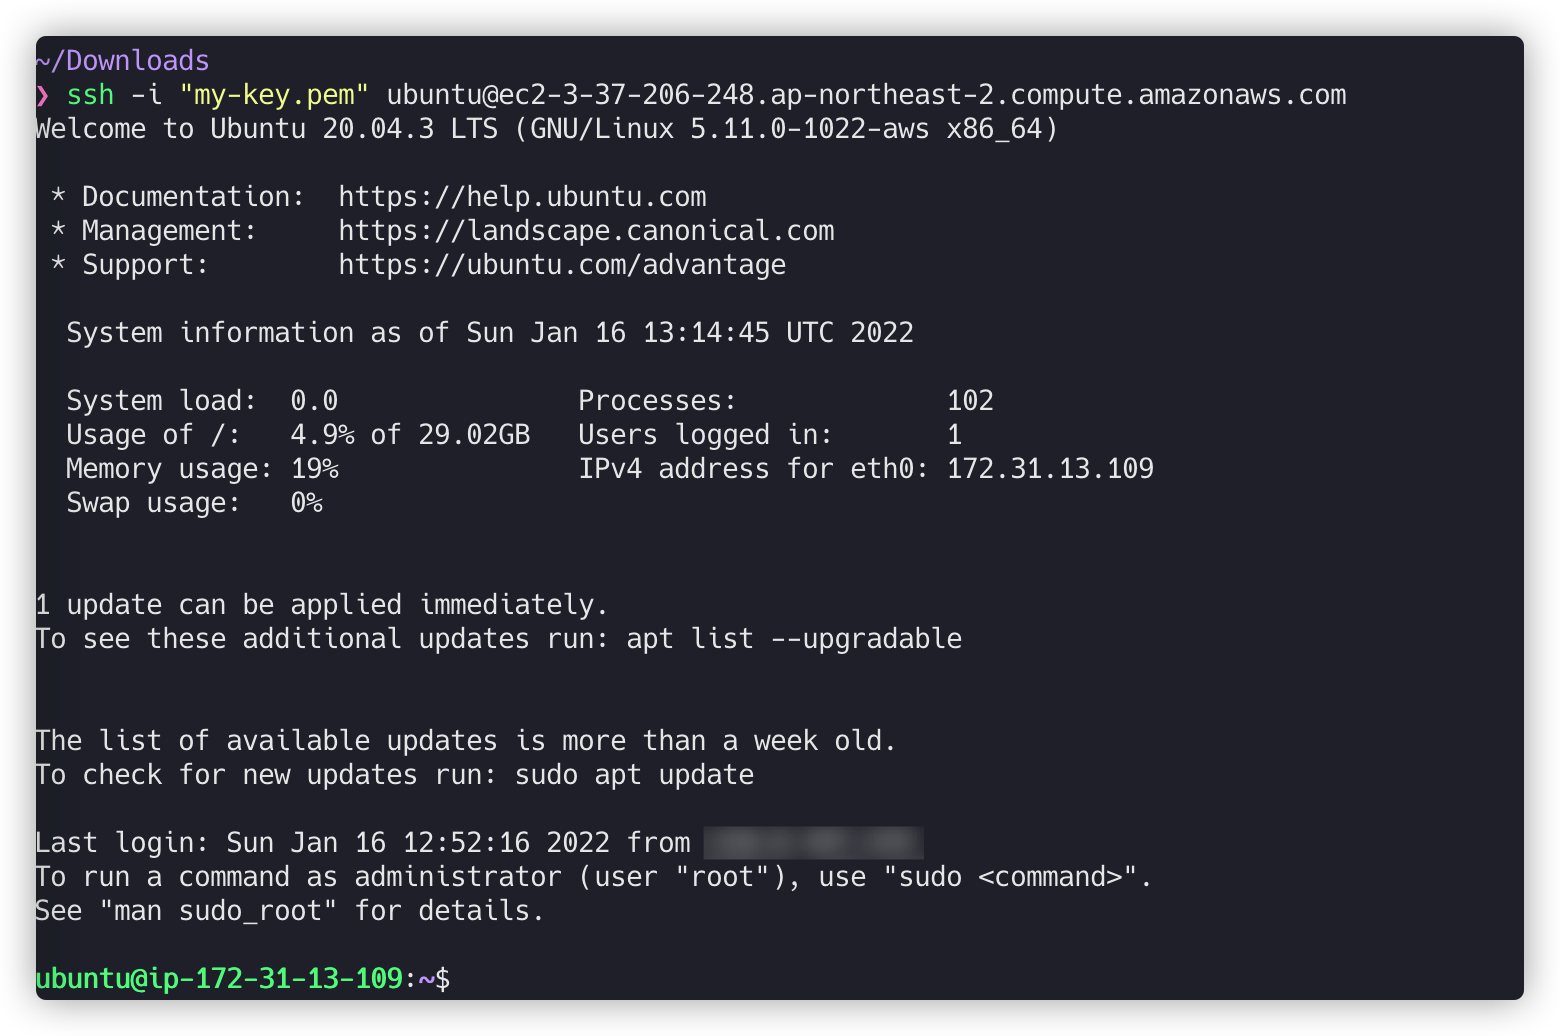 ~/Downloads
❯ ssh -i "my-key.pem" ubuntu@ec2-3-37-206-248.ap-northeast-2.compute.amazonaws.com
Welcome to Ubuntu 20.04.3 LTS (GNU/Linux 5.11.0-1022-aws x86_64)
* Documentation:  https://help.ubuntu.com
* Management:     https://landscape.canonical.com
* Support:        https://ubuntu.com/advantage
System information as of Sun Jan 16 13:14:45 UTC 2022
System load:  0.0               Processes:             102
Usage of /:   4.9% of 29.02GB   Users logged in:       1
Memory usage: 19%               IPv4 address for eth0: 172.31.13.109
Swap usage:   0%
1 update can be applied immediately.
To see these additional updates run: apt list --upgradable
The list of available updates is more than a week old.
To check for new updates run: sudo apt update
Last login: Sun Jan 16 12:52:16 2022 from
To run a command as administrator (user "root"), use "sudo <command>".
See "man sudo_root" for details.
ubuntu@ip-172-31-13-109:~$